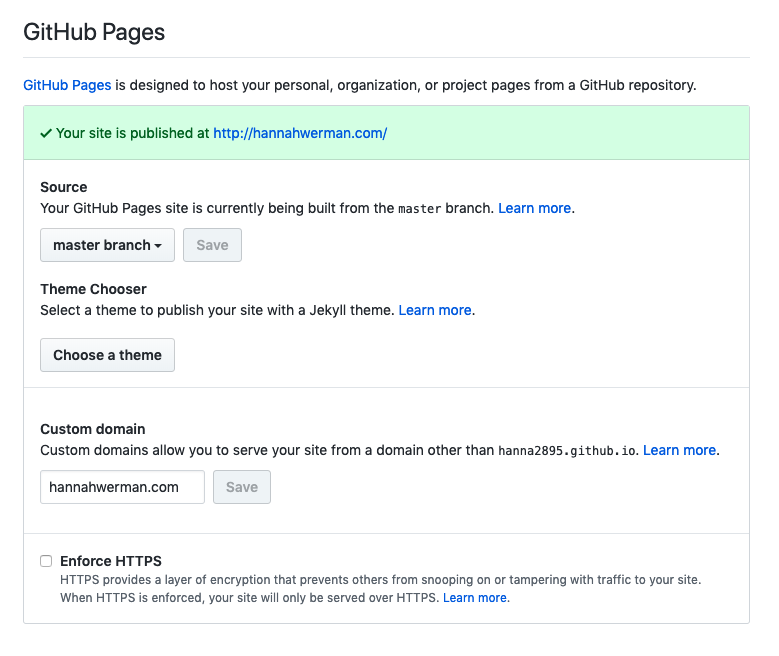 GitHub Pages
GitHub Pages is designed to host your personal, organization, or project pages from a GitHub repository.
✓ Your site is published at http://hannahwerman.com/
Source
Your GitHub Pages site is currently being built from the master branch. Learn more.
master branch Save
Theme Chooser
Select a theme to publish your site with a Jekyll theme. Learn more.
Choose a theme
Custom domain
Custom domains allow you to serve your site from a domain other than hanna2895.github.io. Learn more.
hannahwerman.com Save
Enforce HTTPS
HTTPS provides a layer of encryption that prevents others from snooping on or tampering with traffic to your site.
When HTTPS is enforced, your site will only be served over HTTPS. Learn more.